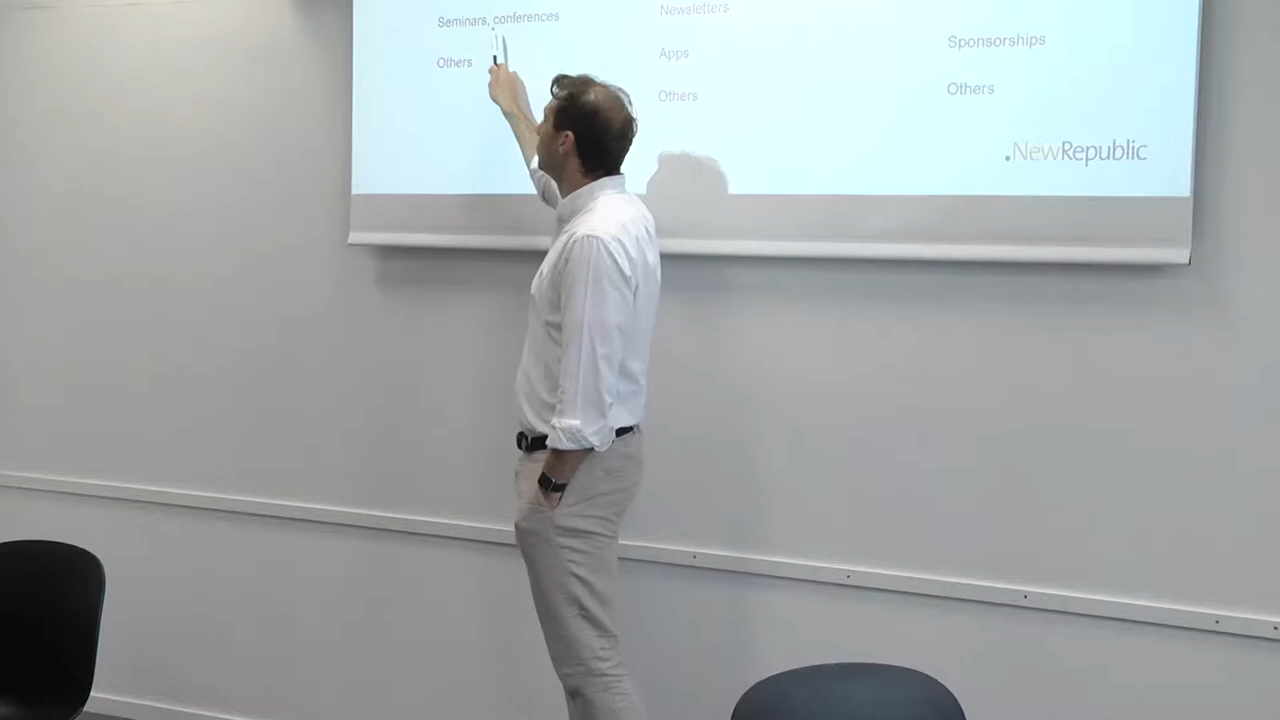 Seminars, conferences
Others
Newsletters
Apps
Others
Sponsorships
Others
.NewRepublic